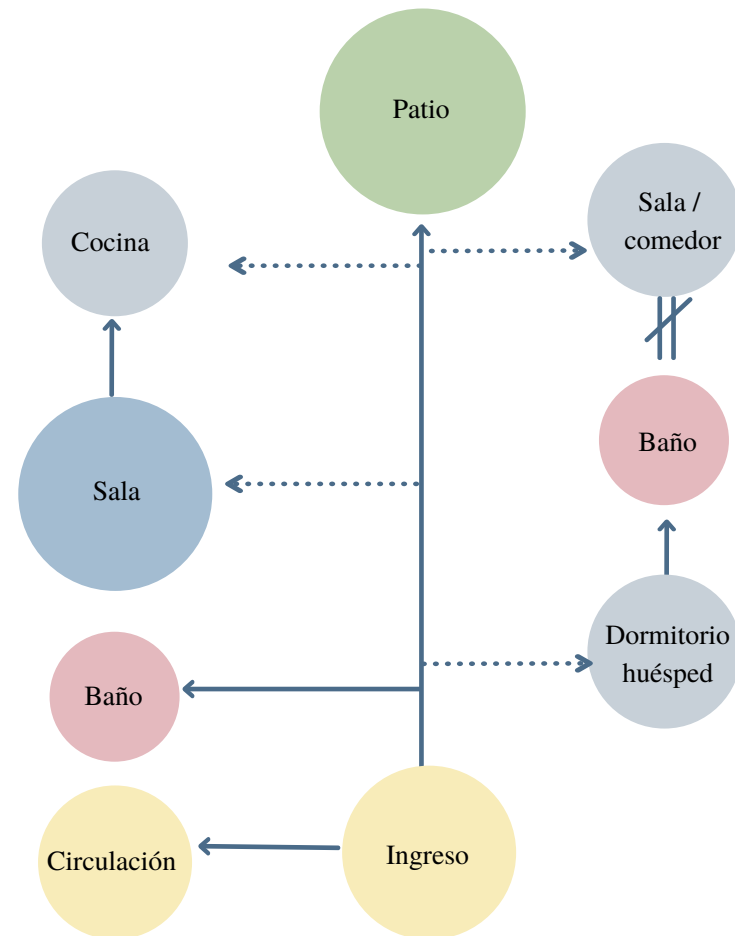 Patio
Sala /
comedor
Cocina
Baño
Sala
Dormitorio
huésped
Baño
Ingreso
Circulación